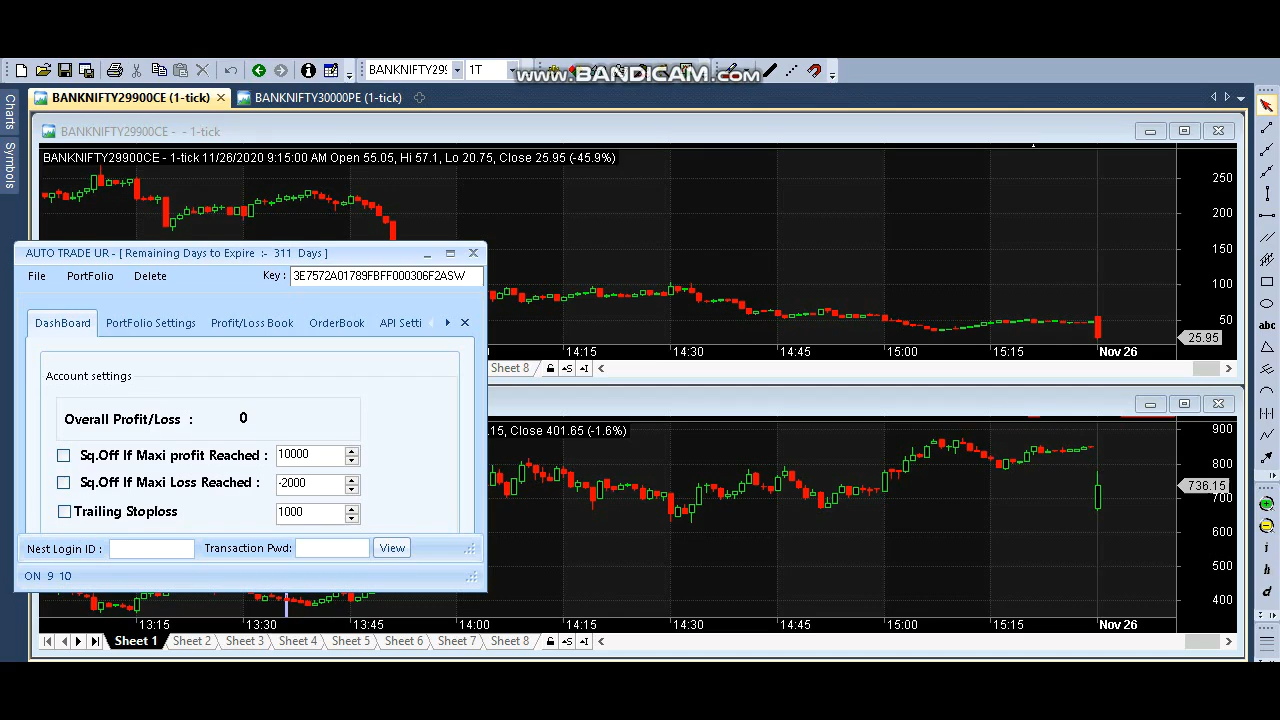 www.BANDICAM.com
BANKNIFTY29 1T
BANKNIFTY29900CE (1-tick) BANKNIFTY30000PE (1-tick)
Charts
Symbols
BANKNIFTY29900CE - - 1-tick
BANKNIFTY29900CE - 1-tick 11/26/2020 9:15:00 AM Open 55.05, Hi 57.1, Lo 20.75, Close 25.95 (-45.9%)
250
200
150
100
50
25.95
14:15 14:30 14:45 15:00 15:15 Nov 26
Sheet 8
AUTO TRADE UR - [ Remaining Days to Expire :- 311 Days ]
File PortFolio Delete Key : 3E7572A01789FBFF000306F2ASW
DashBoard PortFolio Setting, Profit/Loss Boa OrderBook API Setti
Account settings
Overall Profit/Loss : 0
Sq.Off If Maxi profit Reached : 10000
Sq.Off If Maxi Loss Reached : -2000
Trailing Stoploss 1000
Nest Login ID : Transaction Pwd: View
ON 9 10
.15, Close 401.65 (-1.6%)
900
800
736.15
700
600
500
400
13:15 13:30 13:45 14:00 14:15 14:30 14:45 15:00 15:15 Nov 26
Sheet 1 Sheet 2 Sheet 3 Sheet 4 Sheet 5 Sheet 6 Sheet 7 Sheet 8
abc